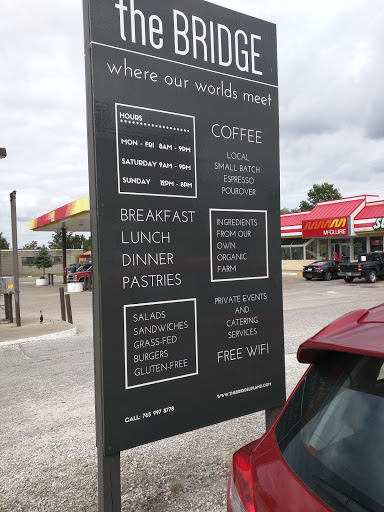 the BRIDGE
where our worlds meet
HOURS
MON - FRI 8AM - 9PM
SATURDAY 9AM - 9PM
SUNDAY 12PM - 8PM
COFFEE
LOCAL
SMALL BATCH
ESPRESSO
POUROVER
BREAKFAST
LUNCH
DINNER
PASTRIES
INGREDIENTS
FROM OUR
OWN
ORGANIC
FARM
SALADS
SANDWICHES
GRASS-FED
BURGERS
GLUTEN-FREE
PRIVATE EVENTS
AND
CATERING
SERVICES
FREE WIFI
WWW.THEBRIDGEUPLAND.COM
CALL: 765 997 8778
McCLURE